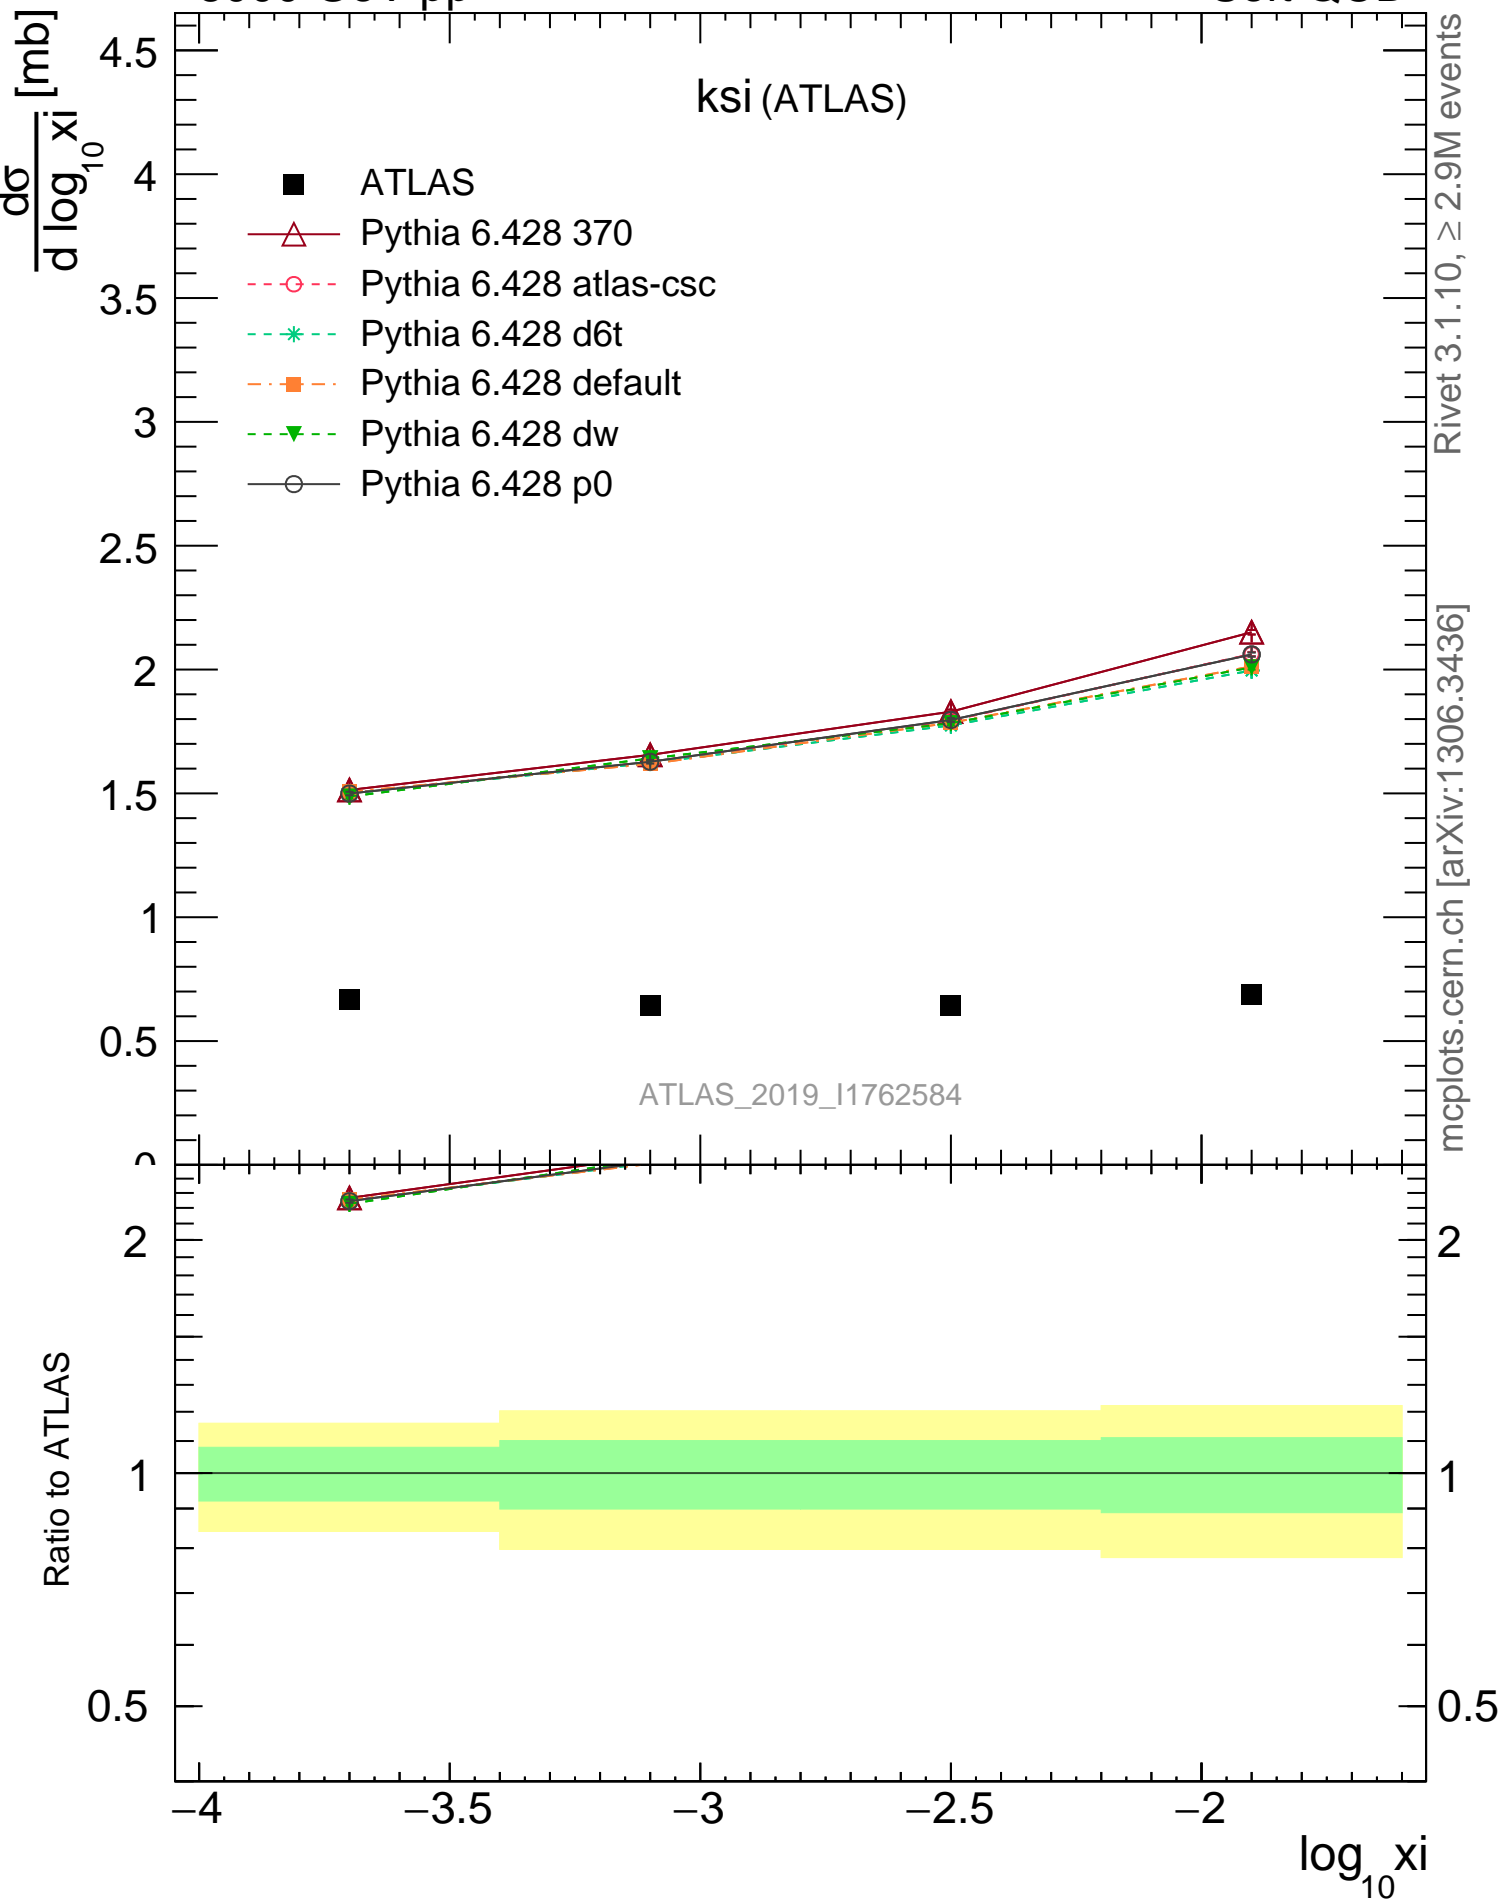 dσ
d log10 xi [mb]
ksi (ATLAS)
ATLAS
Pythia 6.428 370
Pythia 6.428 atlas-csc
Pythia 6.428 d6t
Pythia 6.428 default
Pythia 6.428 dw
Pythia 6.428 p0
4.5
4
3.5
3
2.5
2
1.5
1
0.5
0
ATLAS_2019_I1762584
Rivet 3.1.10, ≥ 2.9M events
mcplots.cern.ch [arXiv:1306.3436]
Ratio to ATLAS
2
1
0.5
2
1
0.5
−4
−3.5
−3
−2.5
−2
log10 xi